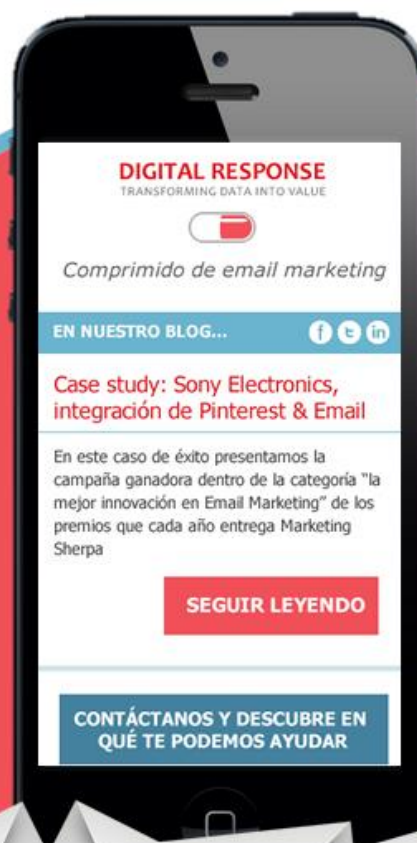 DIGITAL RESPONSE
TRANSFORMING DATA INTO VALUE
Comprimido de email marketing
EN NUESTRO BLOG...
f t in
Case study: Sony Electronics,
integración de Pinterest & Email
En este caso de éxito presentamos la
campaña ganadora dentro de la categoría "la
mejor innovación en Email Marketing" de los
premios que cada año entrega Marketing
Sherpa
SEGUIR LEYENDO
CONTÁCTANOS Y DESCUBRE EN
QUÉ TE PODEMOS AYUDAR